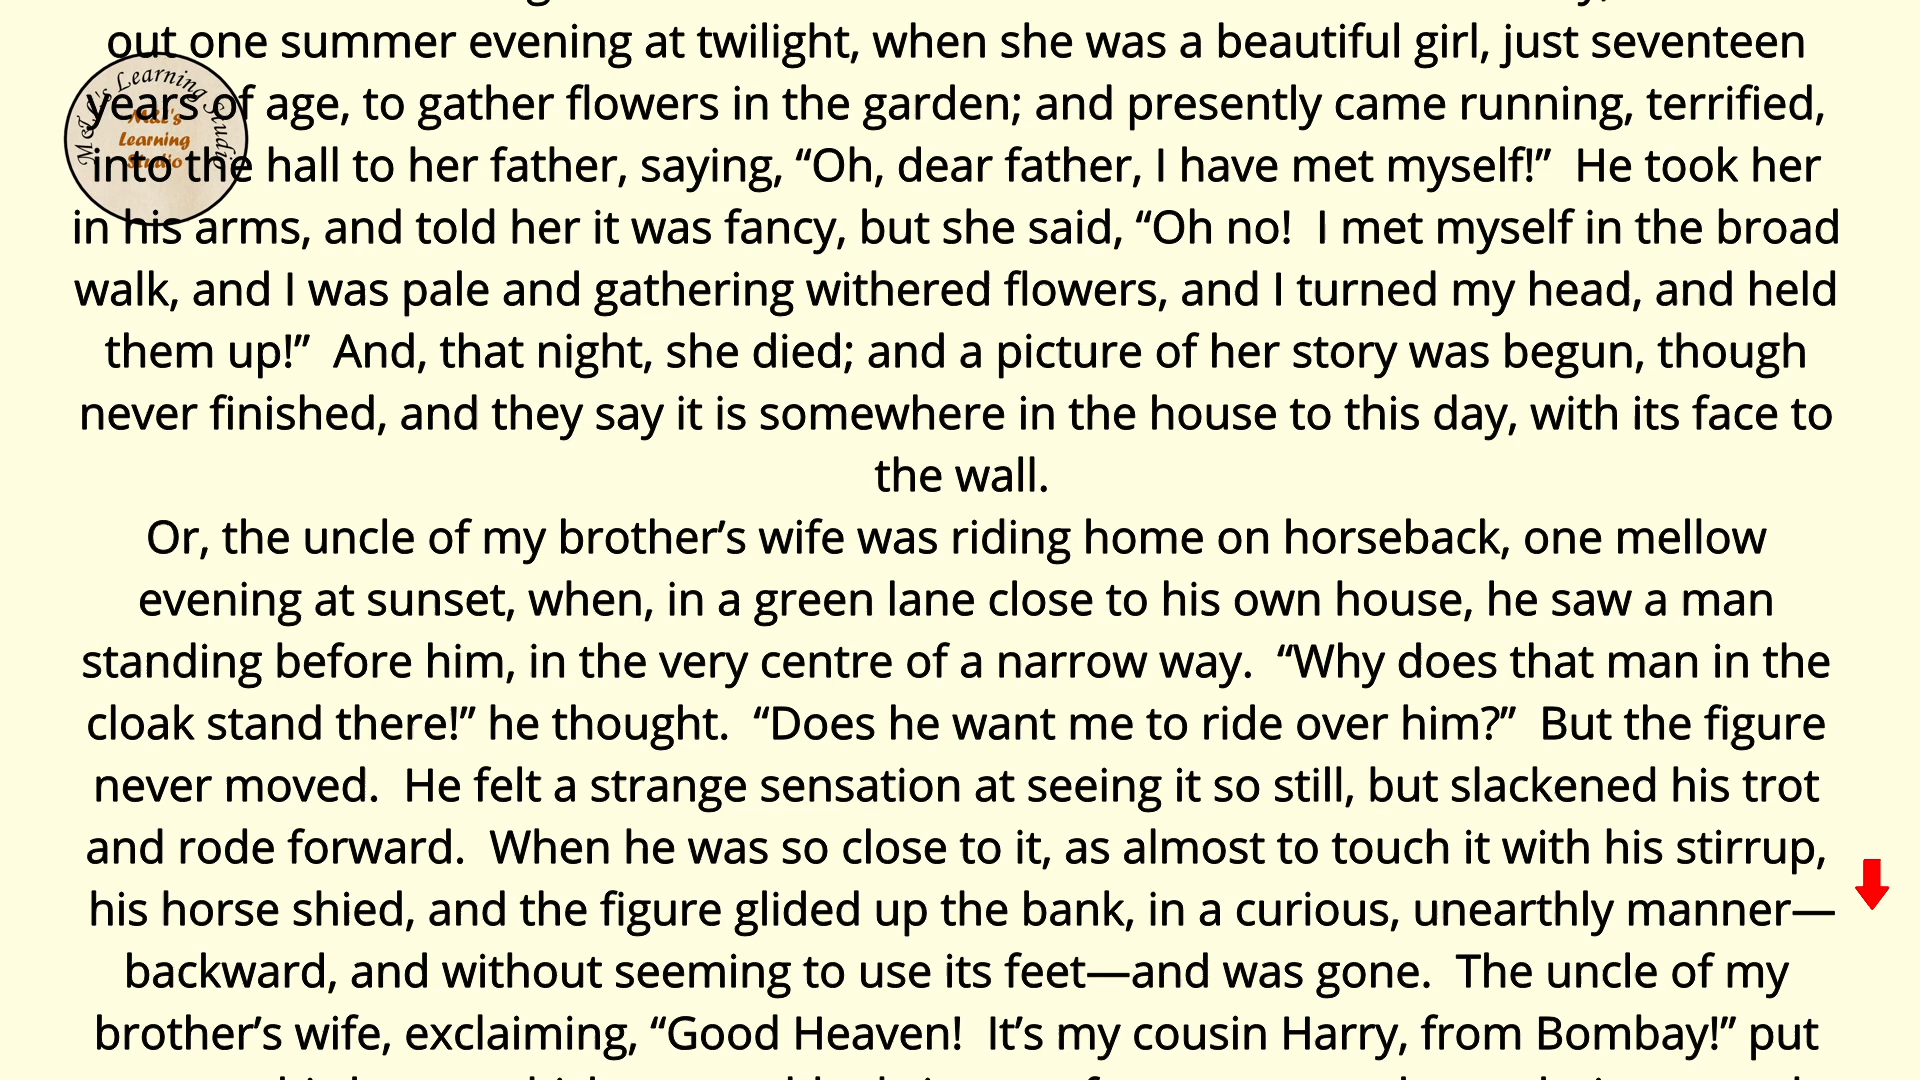 out one summer evening at twilight, when she was a beautiful girl, just seventeen
years of age, to gather flowers in the garden; and presently came running, terrified,
into the hall to her father, saying, “Oh, dear father, I have met myself!”  He took her
in his arms, and told her it was fancy, but she said, “Oh no!  I met myself in the broad
walk, and I was pale and gathering withered flowers, and I turned my head, and held
them up!”  And, that night, she died; and a picture of her story was begun, though
never finished, and they say it is somewhere in the house to this day, with its face to
the wall.
Or, the uncle of my brother’s wife was riding home on horseback, one mellow
evening at sunset, when, in a green lane close to his own house, he saw a man
standing before him, in the very centre of a narrow way.  “Why does that man in the
cloak stand there!” he thought.  “Does he want me to ride over him?”  But the figure
never moved.  He felt a strange sensation at seeing it so still, but slackened his trot
and rode forward.  When he was so close to it, as almost to touch it with his stirrup,
his horse shied, and the figure glided up the bank, in a curious, unearthly manner—
backward, and without seeming to use its feet—and was gone.  The uncle of my
brother’s wife, exclaiming, “Good Heaven!  It’s my cousin Harry, from Bombay!” put
Learning Studio
Learning
Studio